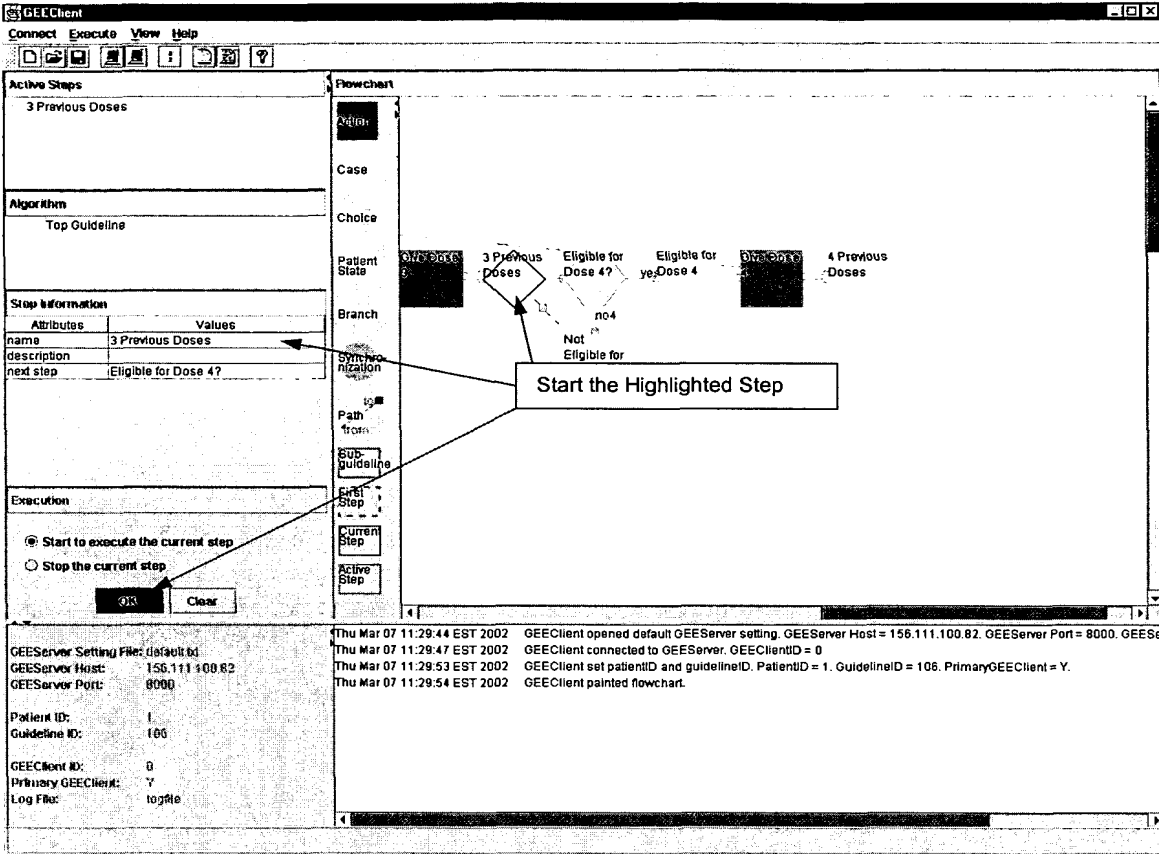 GEEClient
Connect Execute View Help
Active Steps
3 Previous Doses
Algorithm
Top Guideline
Step Information
Attributes Values
name 3 Previous Doses
description
next step Eligible for Dose 4?
Execution
Start to execute the current step
Stop the current step
OK Clear
Flowchart
Action
Case
Choice
Patient
State
Branch
Synchro-
nization
Path
from
Sub-
guideline
First
Step
Current
Step
Active
Step
Give Dose
3 Previous
Doses
Eligible for
Dose 4?
yes
Eligible for
Dose 4
Give Dose
4 Previous
Doses
no4
Not
Eligible for
Start the Highlighted Step
GEEServer Setting File: default.txt
GEEServer Host: 156.111.100.82
GEEServer Port: 8000
Patient ID: 1
Guideline ID: 106
GEEClient ID: 0
Primary GEEClient: Y
Log File: logfile
Thu Mar 07 11:29:44 EST 2002 GEEClient opened default GEEServer setting. GEEServer Host = 156.111.100.82. GEEServer Port = 8000. GEES
Thu Mar 07 11:29:47 EST 2002 GEEClient connected to GEEServer. GEEClientID = 0
Thu Mar 07 11:29:53 EST 2002 GEEClient set patientID and guidelineID. PatientID = 1. GuidelineID = 106. PrimaryGEEClient = Y.
Thu Mar 07 11:29:54 EST 2002 GEEClient painted flowchart.